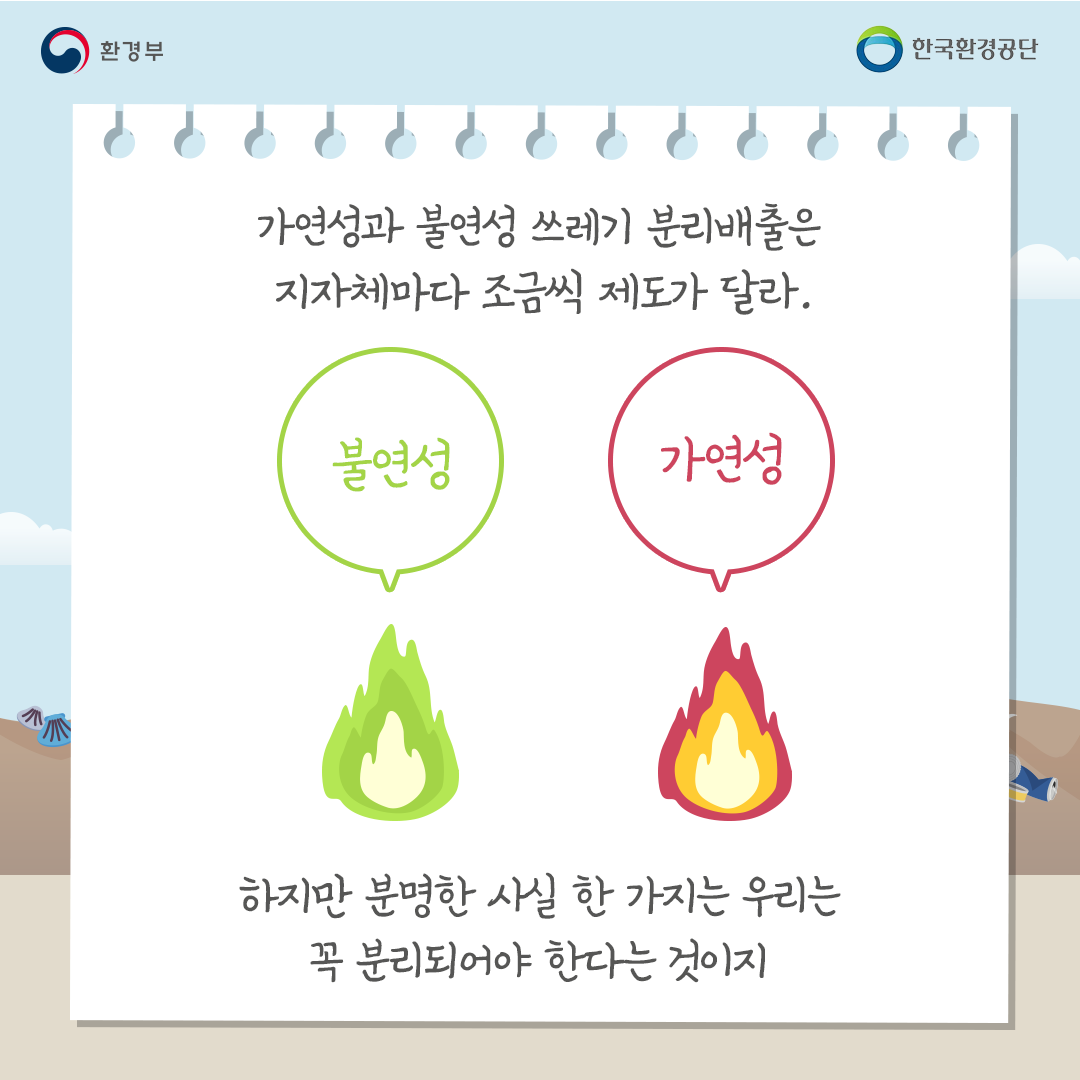 환경부
한국환경공단
가연성과 불연성 쓰레기 분리배출은
지자체마다 조금씩 제도가 달라.
불연성
가연성
하지만 분명한 사실 한 가지는 우리는
꼭 분리되어야 한다는 것이지